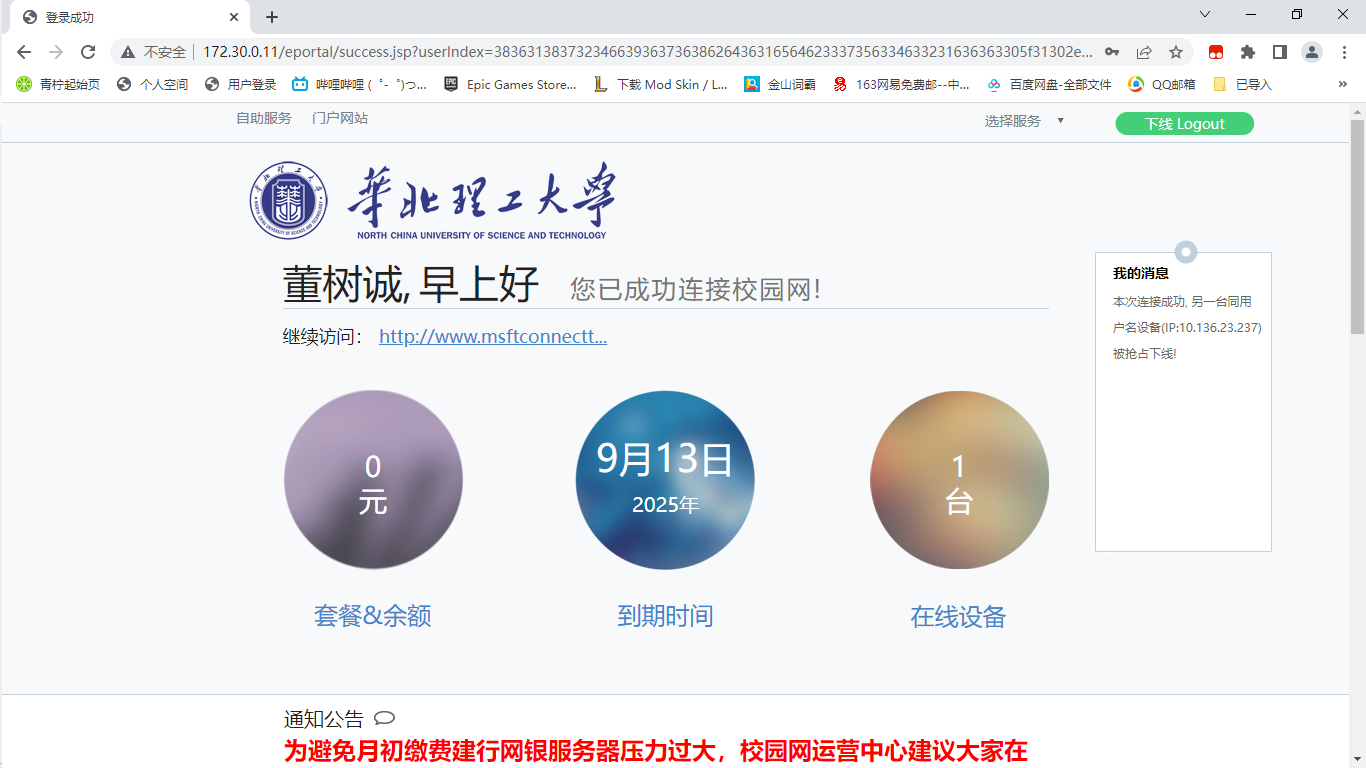 登录成功
不安全 172.30.0.11/eportal/success.jsp?userIndex=38363138373234663936373638626436316564623337356334633231636363305f31302e...
青柠起始页 个人空间 用户登录 哔哩哔哩 ( ゜- ゜)つ... Epic Games Store... 下载 Mod Skin / L... 金山词霸 163网易免费邮--中... 百度网盘-全部文件 QQ邮箱 已导入 »
自助服务 门户网站 选择服务 下线 Logout
華北理工大學
NORTH CHINA UNIVERSITY OF SCIENCE AND TECHNOLOGY
董树诚, 早上好 您已成功连接校园网!
继续访问: http://www.msftconnectt...
我的消息
本次连接成功, 另一台同用
户名设备(IP:10.136.23.237)
被抢占下线!
0
元
9月13日
2025年
1
台
套餐&余额 到期时间 在线设备
通知公告
为避免月初缴费建行网银服务器压力过大，校园网运营中心建议大家在